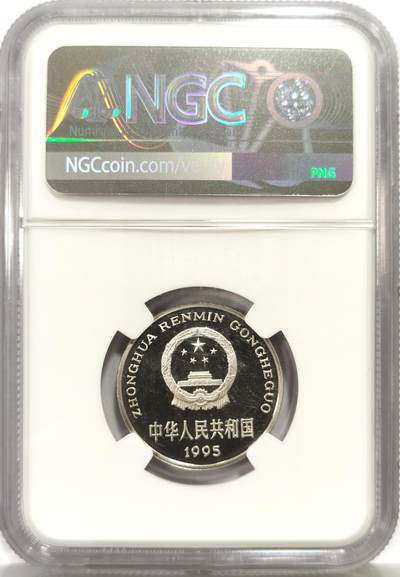 NGC
NGCcoin.com/ve
PNG
ZHONGHUA RENMIN GONGHEGUO
中华人民共和国
1995